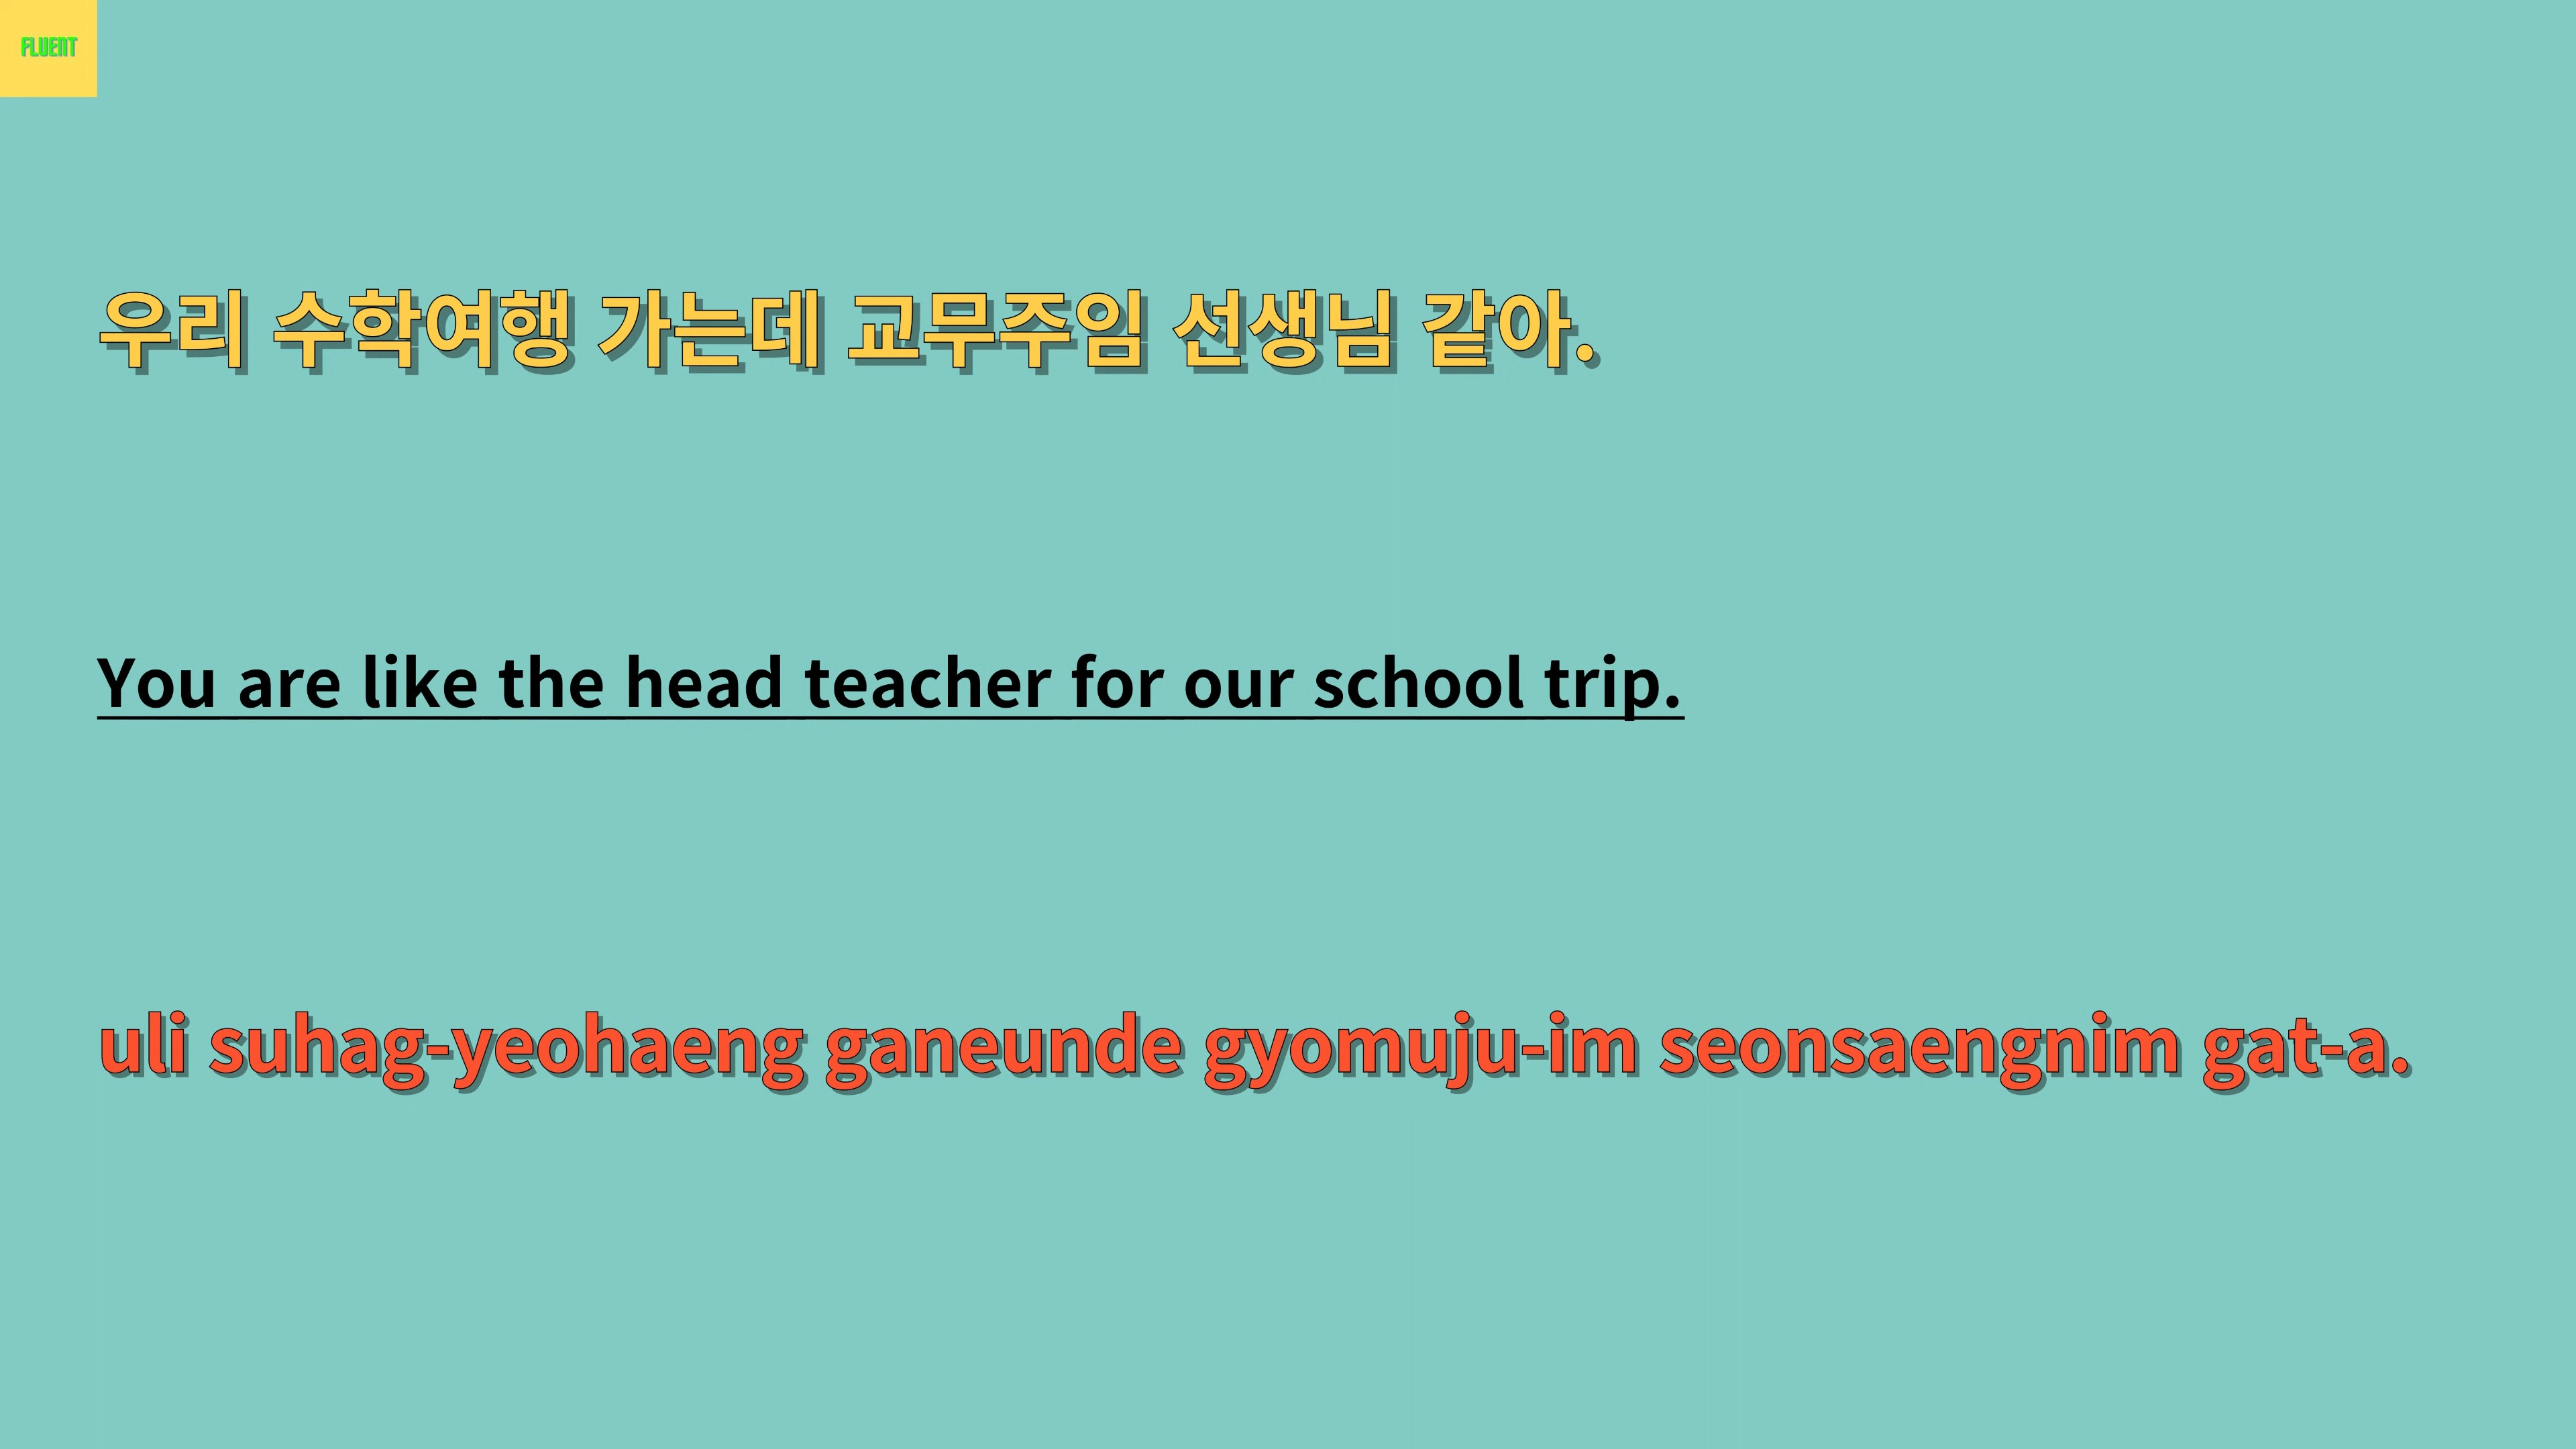 FLUENT
우리 수학여행 가는데 교무주임 선생님 같아.
You are like the head teacher for our school trip.
uli suhag-yeohaeng ganeunde gyomuju-im seonsaengnim gat-a.